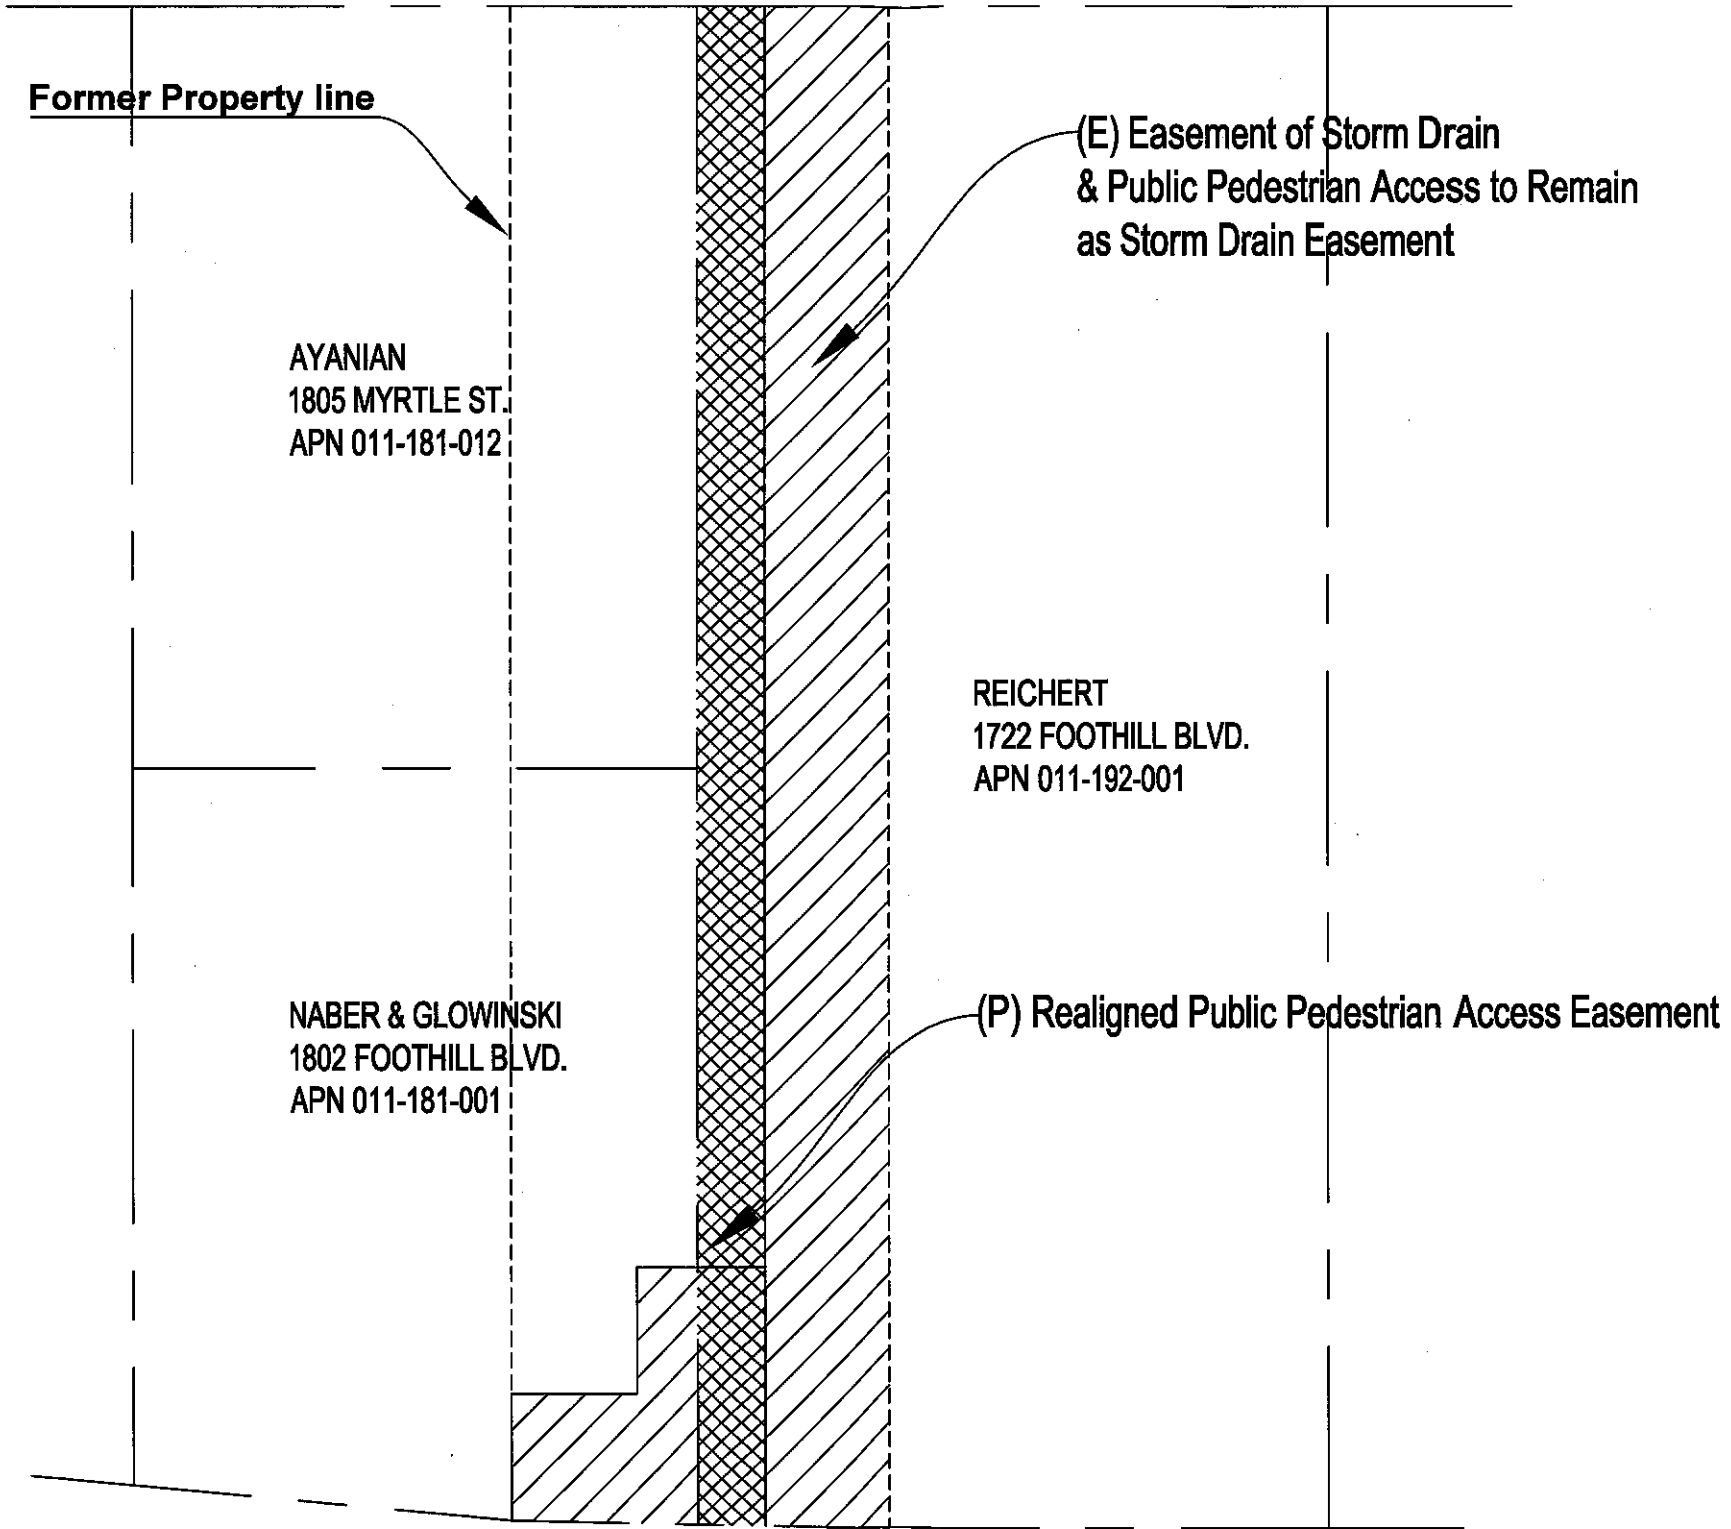 Former Property line
(E) Easement of Storm Drain
& Public Pedestrian Access to Remain
as Storm Drain Easement
AYANIAN
1805 MYRTLE ST.
APN 011-181-012
REICHERT
1722 FOOTHILL BLVD.
APN 011-192-001
NABER & GLOWINSKI
1802 FOOTHILL BLVD.
APN 011-181-001
(P) Realigned Public Pedestrian Access Easement